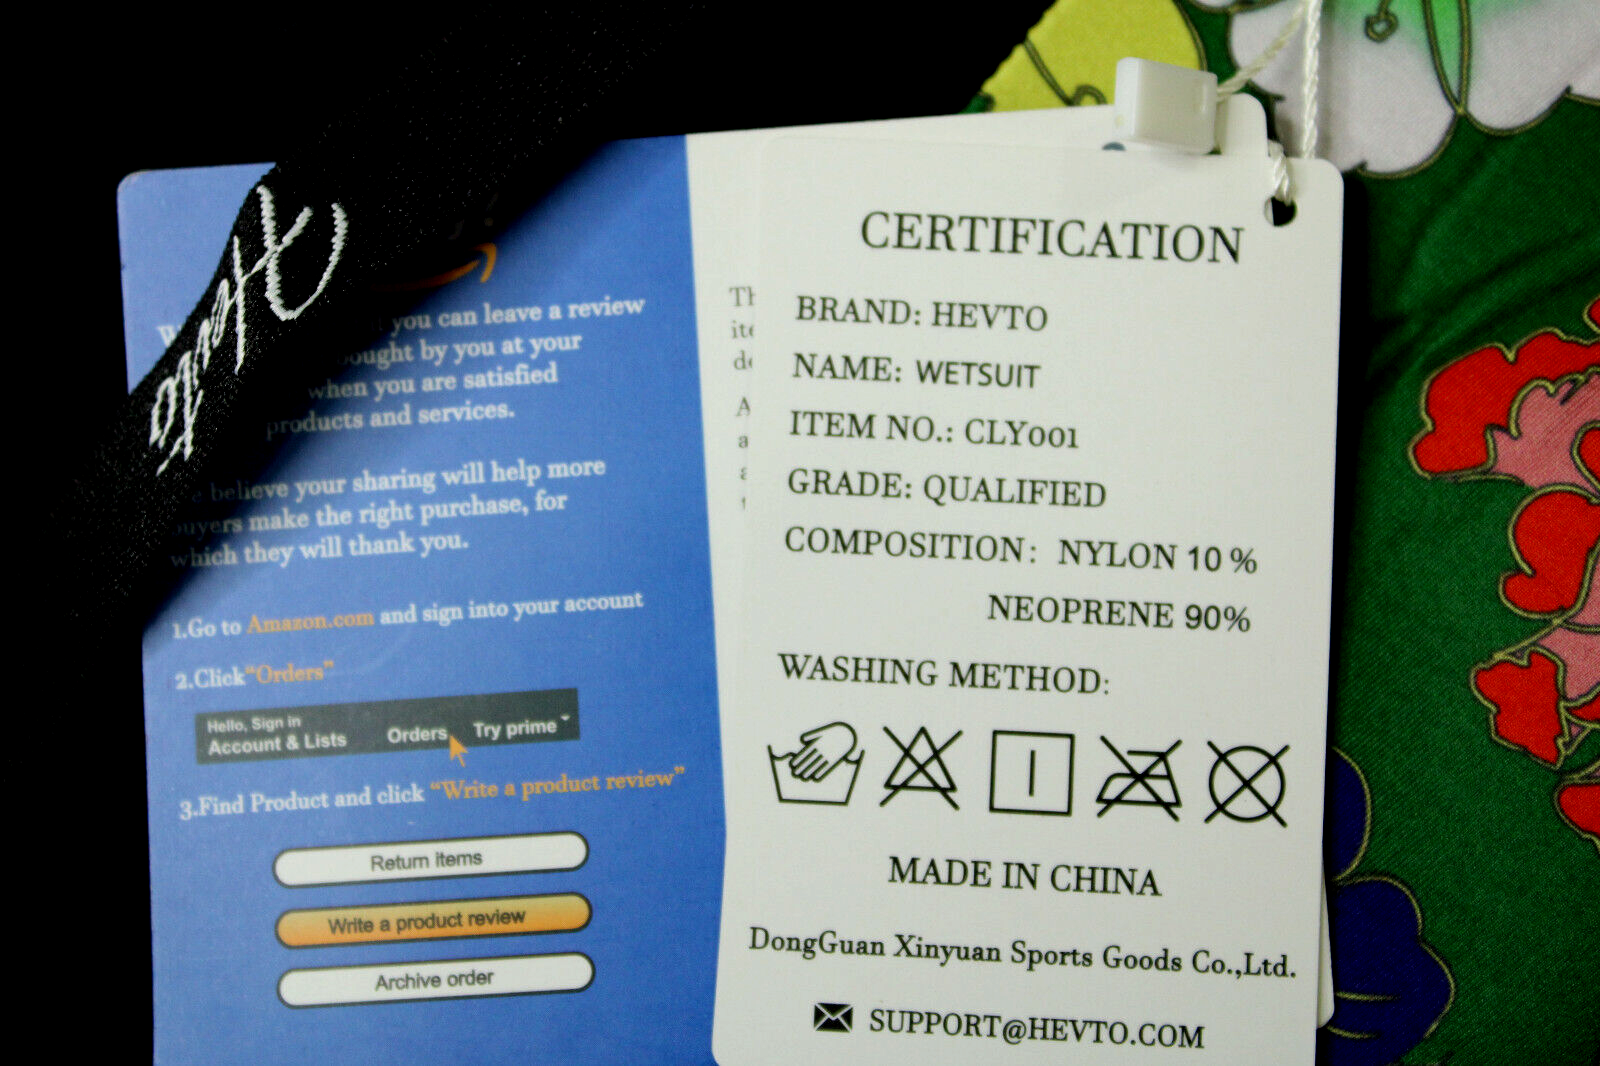 Hevto
you can leave a review
ought by you at your
when you are satisfied
products and services.
believe your sharing will help more
buyers make the right purchase, for
which they will thank you.
1.Go to Amazon.com and sign into your account
2.Click“Orders”
Hello, Sign in
Account & Lists Orders Try prime
3.Find Product and click “Write a product review”
Return items
Write a product review
Archive order
CERTIFICATION
BRAND: HEVTO
NAME: WETSUIT
ITEM NO.: CLY001
GRADE: QUALIFIED
COMPOSITION: NYLON 10 %
NEOPRENE 90%
WASHING METHOD:
MADE IN CHINA
DongGuan Xinyuan Sports Goods Co.,Ltd.
SUPPORT@HEVTO.COM